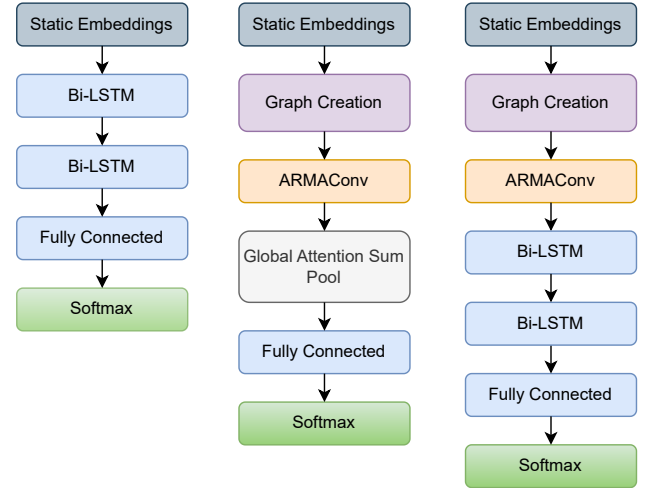 Static Embeddings
Bi-LSTM
Bi-LSTM
Fully Connected
Softmax
Static Embeddings
Graph Creation
ARMAConv
Global Attention Sum
Pool
Fully Connected
Softmax
Static Embeddings
Graph Creation
ARMAConv
Bi-LSTM
Bi-LSTM
Fully Connected
Softmax